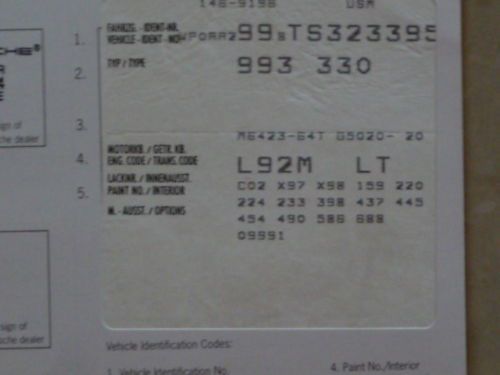 146-9196 USM
FAHRZG.-IDENT-NR.
VEHICLE-IDENT-NO.
99
TS323395
1.
CHE®
TYP / TYPE 993 330
2.
sign of
che dealer
3.
M6423-64T G5020- 20
MOTORKB. / GETR. KB.
ENG. CODE / TRANS. CODE
4.
L92M LT
LACKNR. / INNENAUSST.
PAINT NO. / INTERIOR
5.
C02 X97 X98 159 220
M.-AUSST. / OPTIONS
224 233 398 437 445
454 490 586 688
09991
sign of
sche dealer
Vehicle Identification Codes:
1. Vehicle Identification No.
4. Paint No./Interior